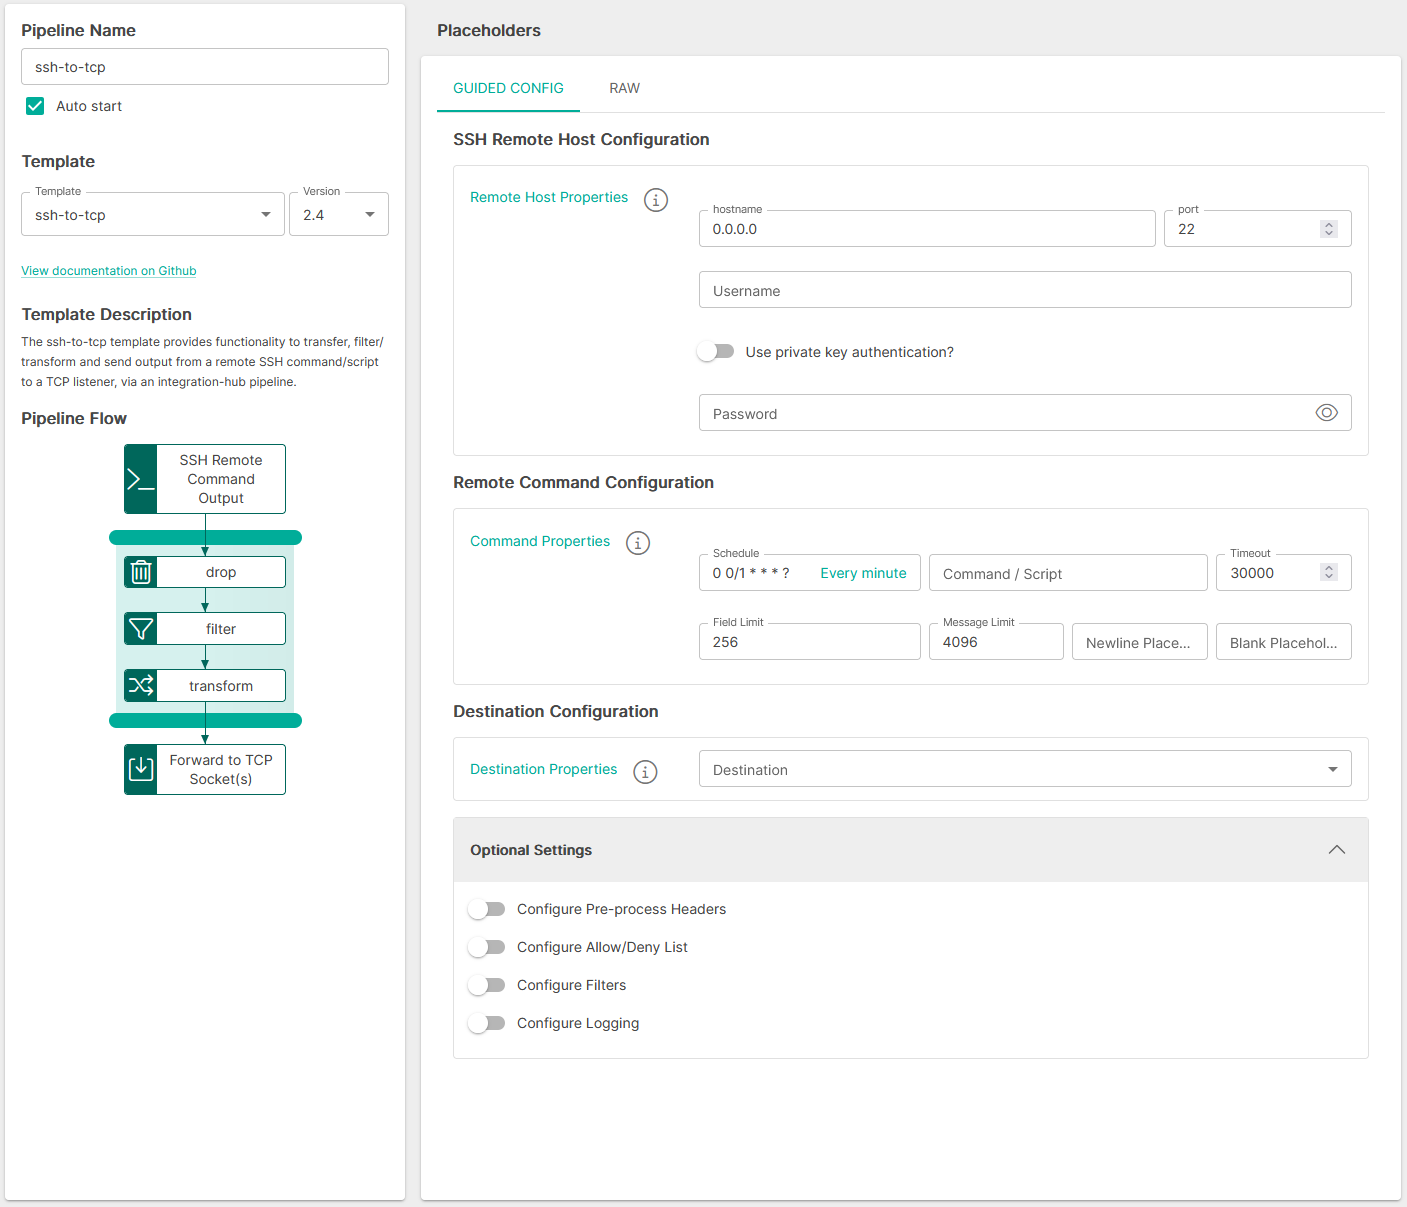 Pipeline Name
ssh-to-tcp
Auto start
Template
Template
ssh-to-tcp
Version
2.4
View documentation on Github
Template Description
The ssh-to-tcp template provides functionality to transfer, filter/
transform and send output from a remote SSH command/script
to a TCP listener, via an integration-hub pipeline.
Pipeline Flow
SSH Remote
Command
Output
drop
filter
transform
Forward to TCP
Socket(s)
Placeholders
GUIDED CONFIG
RAW
SSH Remote Host Configuration
Remote Host Properties
hostname
0.0.0.0
port
22
Username
Use private key authentication?
Password
Remote Command Configuration
Command Properties
Schedule
0 0/1 * * * ?
Every minute
Command / Script
Timeout
30000
Field Limit
256
Message Limit
4096
Newline Place...
Blank Placehol...
Destination Configuration
Destination Properties
Destination
Optional Settings
Configure Pre-process Headers
Configure Allow/Deny List
Configure Filters
Configure Logging